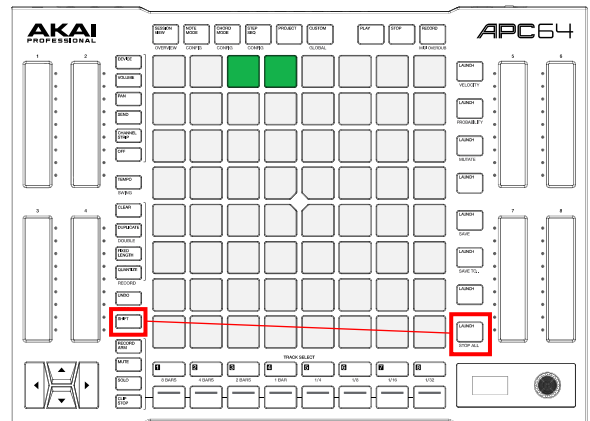 AKAI
PROFESSIONAL
SESSION VIEW
NOTE MODE
CHORD MODE
STEP SEQ
PROJECT
CUSTOM
PLAY
STOP
RECORD
APC64
OVERVIEW
CONFIG
CONFIG
CONFIG
GLOBAL
MIDI OVERDUB
1
2
5
6
DEVICE
VOLUME
PAN
SEND
CHANNEL STRIP
OFF
TEMPO
SWING
LAUNCH
VELOCITY
LAUNCH
PROBABILITY
LAUNCH
MUTATE
LAUNCH
3
4
7
8
CLEAR
DUPLICATE
DOUBLE
FIXED LENGTH
QUANTIZE
RECORD
UNDO
SHIFT
LAUNCH
SAVE
LAUNCH
SAVE TO...
LAUNCH
LAUNCH
STOP ALL
RECORD ARM
MUTE
SOLO
CLIP STOP
TRACK SELECT
1
2
3
4
5
6
7
8
8 BARS
4 BARS
2 BARS
1 BAR
1/4
1/8
1/16
1/32